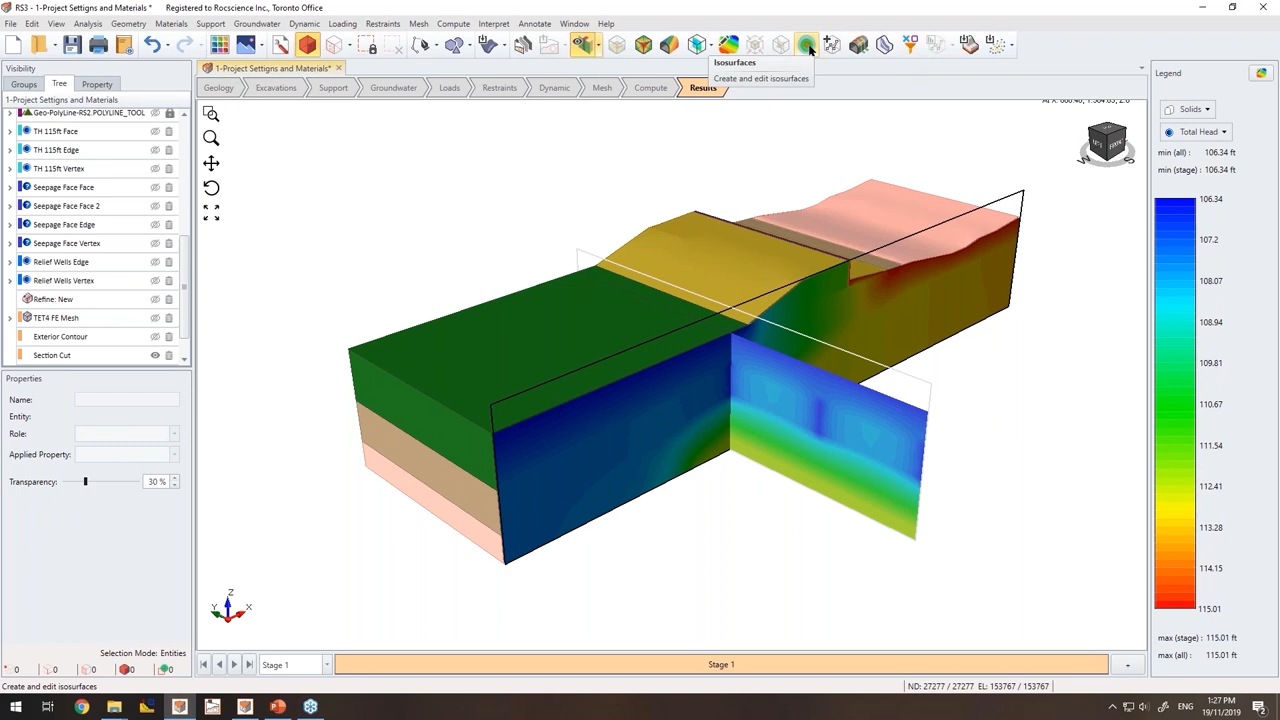 RS3 - 1-Project Settigns and Materials *
Registered to Rocscience Inc., Toronto Office
File Edit View Analysis Geometry Materials Support Groundwater Dynamic Loading Restraints Mesh Compute Interpret Annotate Window Help
Visibility
Groups Tree Property
1-Project Settigns and Materials
Geo-PolyLine-RS2.POLYLINE_TOOL
TH 115ft Face
TH 115ft Edge
TH 115ft Vertex
Seepage Face Face
Seepage Face Face 2
Seepage Face Edge
Seepage Face Vertex
Relief Wells Edge
Relief Wells Vertex
Refine: New
TET4 FE Mesh
Exterior Contour
Section Cut
Properties
Name:
Entity:
Role:
Applied Property:
Transparency: 30 %
Selection Mode: Entities
0 0 0 0 0
Create and edit isosurfaces
1-Project Settigns and Materials*
Geology Excavations Support Groundwater Loads Restraints Dynamic Mesh Compute Results
Isosurfaces
Create and edit isosurfaces
Z
Y X
W S
Stage 1
Stage 1
ND: 27277 / 27277 EL: 153767 / 153767
Legend
Solids
Total Head
min (all): 106.34 ft
min (stage): 106.34 ft
106.34
107.2
108.07
108.94
109.81
110.67
111.54
112.41
113.28
114.15
115.01
max (stage): 115.01 ft
max (all): 115.01 ft
ENG
1:27 PM
19/11/2019
2